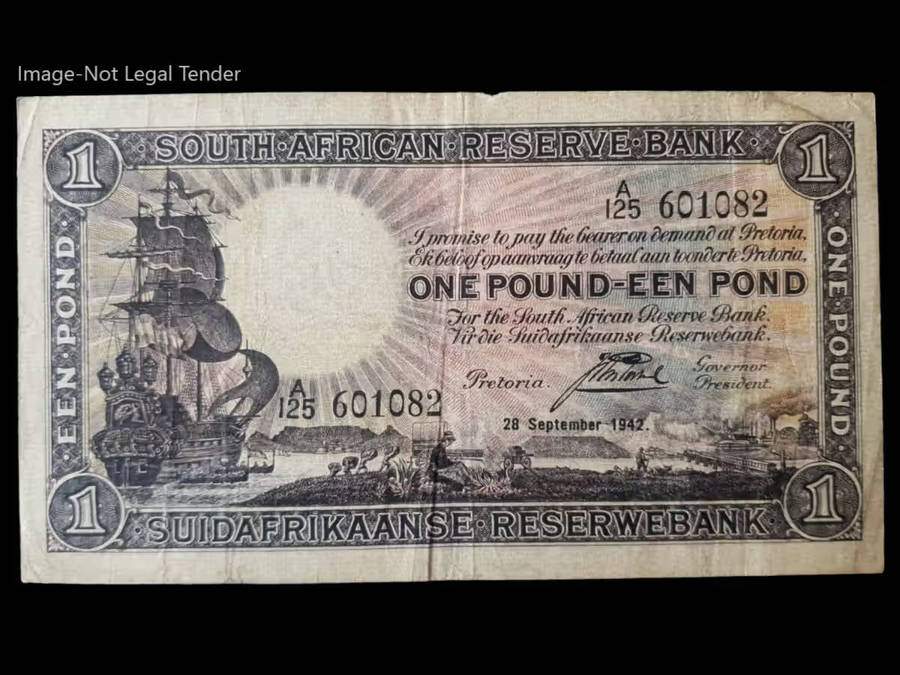 Image-Not Legal Tender
1 SOUTH·AFRICAN·RESERVE·BANK 1
A
125 601082
I promise to pay the bearer on demand at Pretoria.
Ek beloof op aanvraag te betaal aan toonder te Pretoria.
ONE POUND-EEN POND
For the South African Reserve Bank.
Vir die Suidafrikaanse Reserwebank.
Pretoria.
Governor
President.
28 September 1942.
A
125 601082
EEN·POND
ONE·POUND
1 SUIDAFRIKAANSE·RESERWEBANK 1